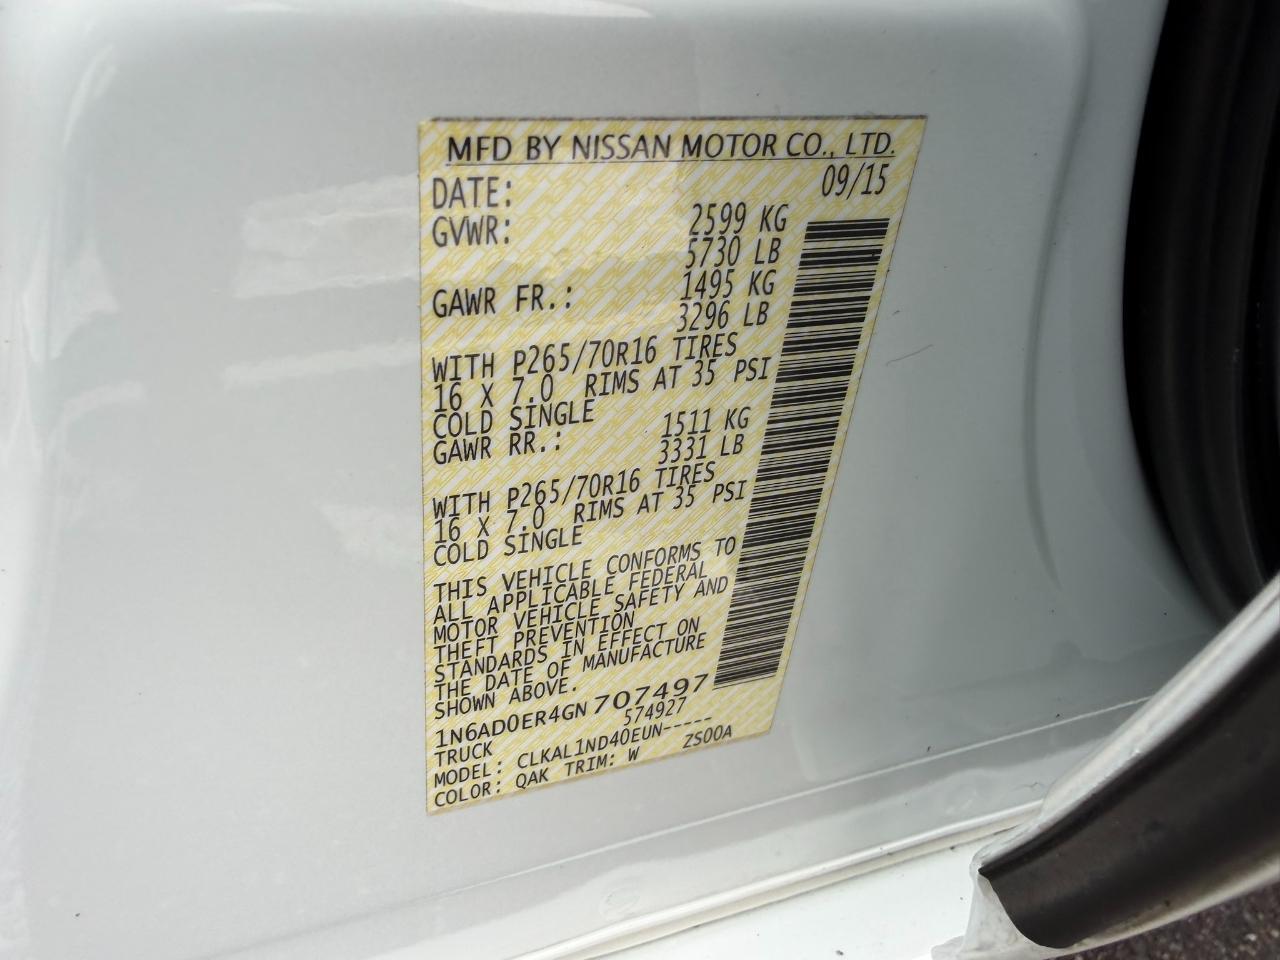 MFD BY NISSAN MOTOR CO., LTD.
DATE: 09/15
GVWR: 2599 KG
5730 LB
GAWR FR.: 1495 KG
3296 LB
WITH P265/70R16 TIRES
16 X 7.0 RIMS AT 35 PSI
COLD SINGLE
GAWR RR.: 1511 KG
3331 LB
WITH P265/70R16 TIRES
16 X 7.0 RIMS AT 35 PSI
COLD SINGLE
THIS VEHICLE CONFORMS TO
ALL APPLICABLE FEDERAL
MOTOR VEHICLE SAFETY AND
THEFT PREVENTION
STANDARDS IN EFFECT ON
THE DATE OF MANUFACTURE
SHOWN ABOVE.
1N6AD0ER4GN 707497
TRUCK 574927
MODEL: CLKAL1ND40EUN-----
COLOR: QAK TRIM: W ZS00A